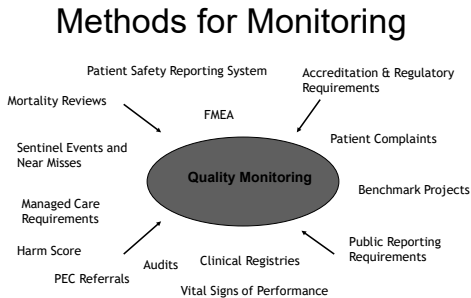 Methods for Monitoring
Patient Safety Reporting System
Accreditation & Regulatory
Requirements
Mortality Reviews
FMEA
Patient Complaints
Sentinel Events and
Near Misses
Quality Monitoring
Benchmark Projects
Managed Care
Requirements
Public Reporting
Requirements
Harm Score
Audits
Clinical Registries
PEC Referrals
Vital Signs of Performance